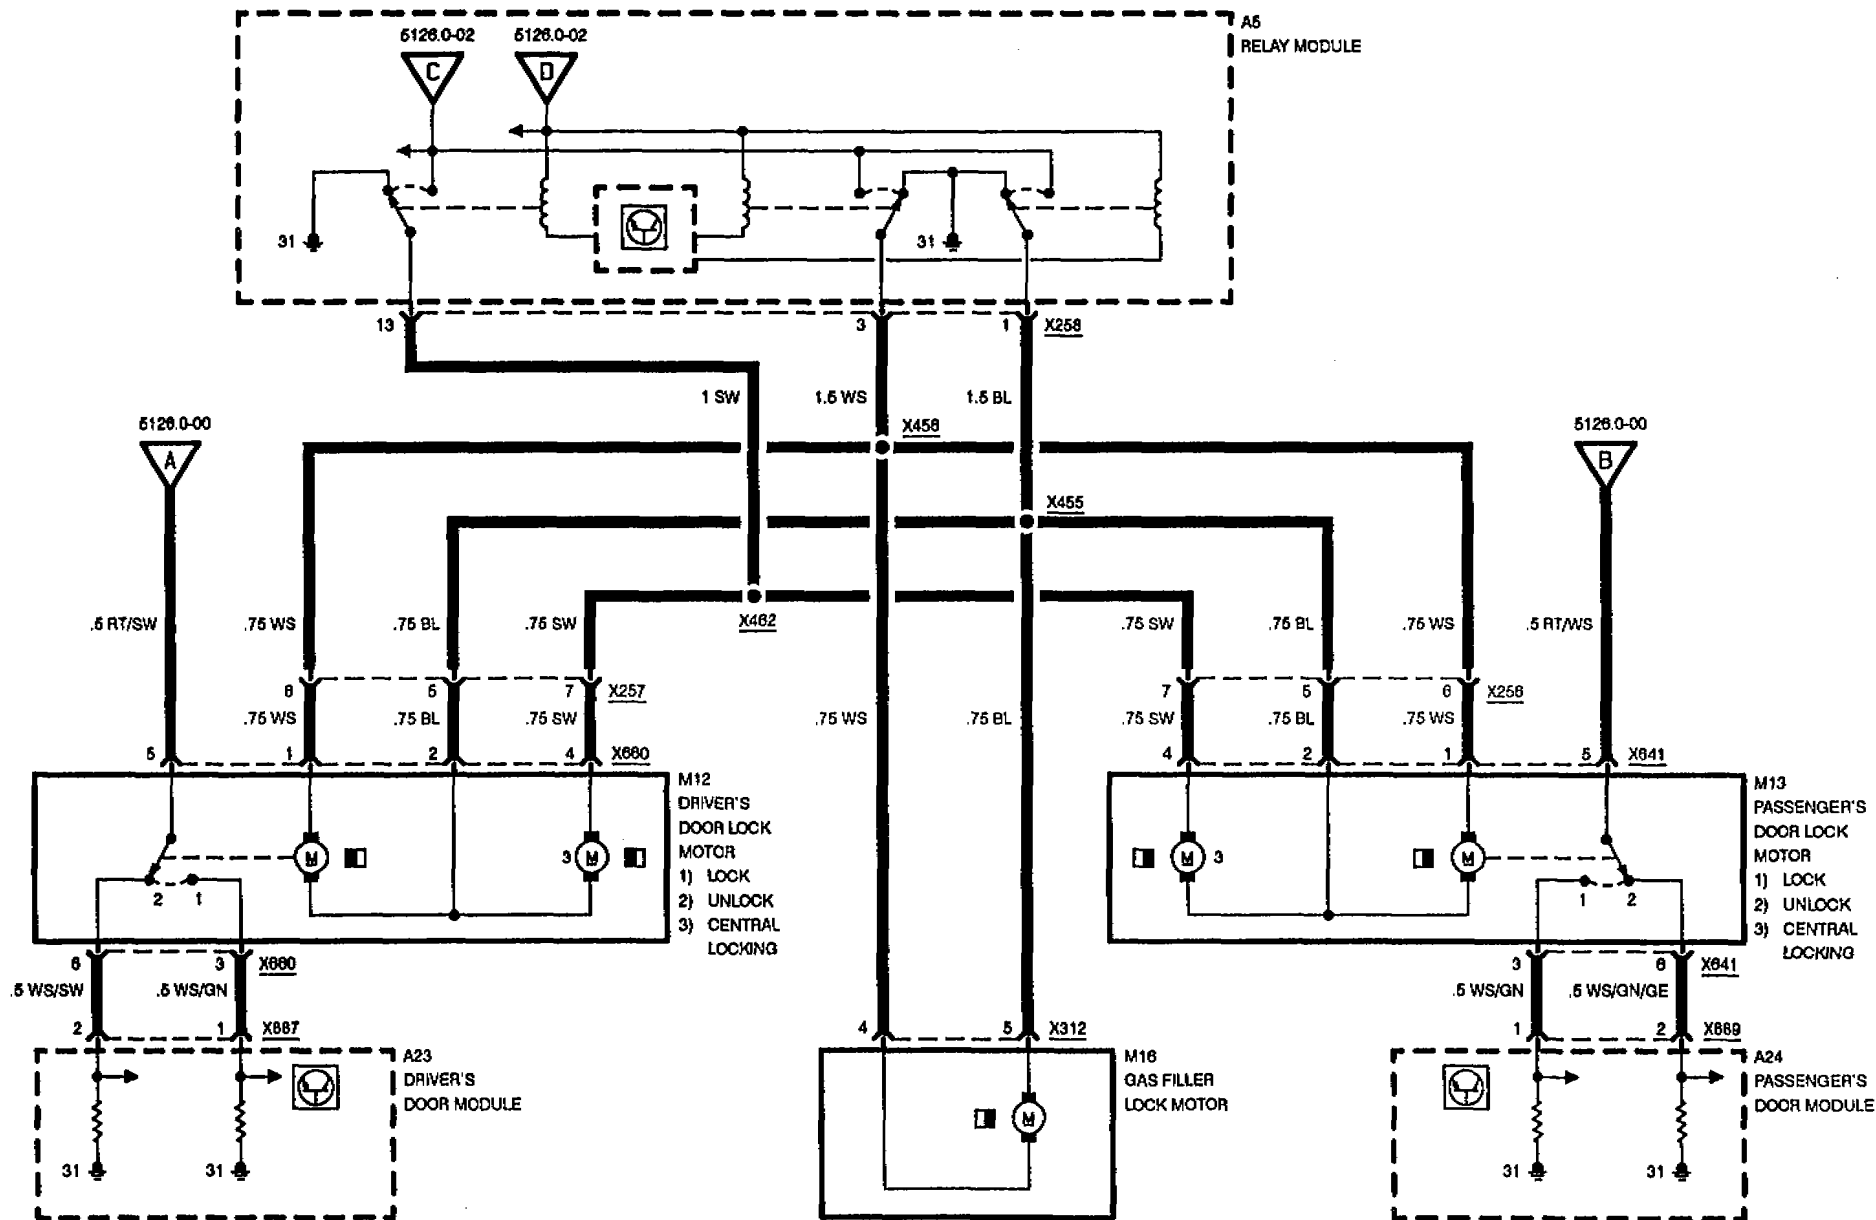 A5
RELAY MODULE
5126.0-02
5126.0-02
C
D
31
31
13
3
1
X258
1 SW
1.5 WS
1.5 BL
X456
X455
X462
5126.0-00
A
5126.0-00
B
.5 RT/SW
.75 WS
.75 BL
.75 SW
.75 SW
.75 BL
.75 WS
.5 RT/WS
6
5
7
X257
7
5
6
X256
.75 WS
.75 BL
.75 SW
.75 WS
.75 BL
.75 SW
.75 BL
.75 WS
5
1
2
4
X660
4
2
1
5
X641
M12
DRIVER'S
DOOR LOCK
MOTOR
1) LOCK
2) UNLOCK
3) CENTRAL
LOCKING
M
3
M
2
1
M13
PASSENGER'S
DOOR LOCK
MOTOR
1) LOCK
2) UNLOCK
3) CENTRAL
LOCKING
M
3
M
1
2
6
3
X660
3
6
X641
.5 WS/SW
.5 WS/GN
.5 WS/GN
.5 WS/GN/GE
2
1
X687
4
5
X312
1
2
X689
A23
DRIVER'S
DOOR MODULE
31
31
M16
GAS FILLER
LOCK MOTOR
M
A24
PASSENGER'S
DOOR MODULE
31
31